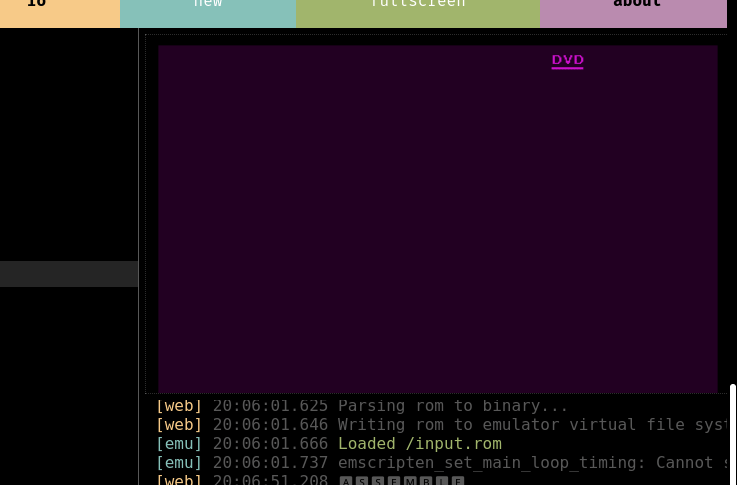 io new fullscreen about
DVD
[web] 20:06:01.625 Parsing rom to binary...
[web] 20:06:01.646 Writing rom to emulator virtual file syst
[emu] 20:06:01.666 Loaded /input.rom
[emu] 20:06:01.737 emscripten_set_main_loop_timing: Cannot s
[web] 20:06:51.208 ASSEMBLE